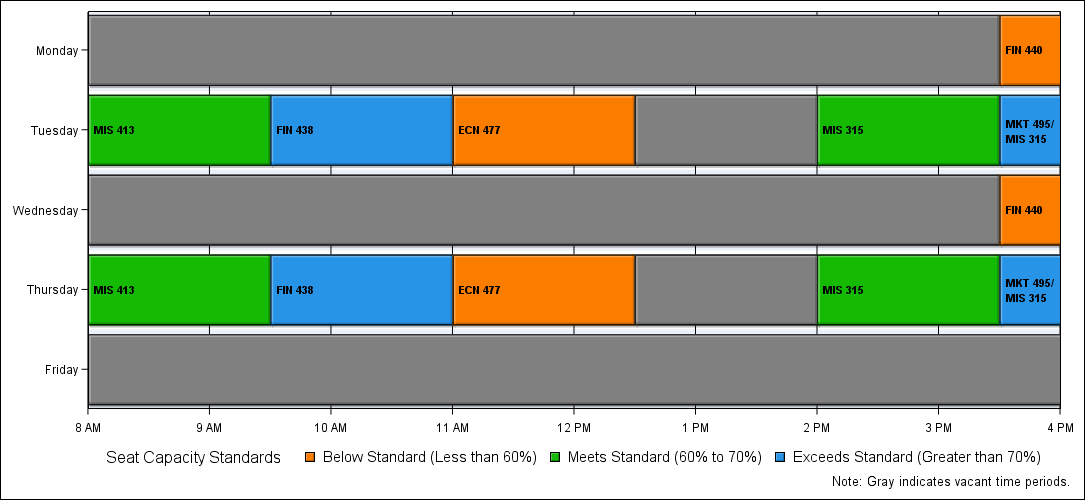 Monday
FIN 440
Tuesday
MIS 413
FIN 438
ECN 477
MIS 315
MKT 495/
MIS 315
Wednesday
FIN 440
Thursday
MIS 413
FIN 438
ECN 477
MIS 315
MKT 495/
MIS 315
Friday
8 AM 9 AM 10 AM 11 AM 12 PM 1 PM 2 PM 3 PM 4 PM
Seat Capacity Standards Below Standard (Less than 60%) Meets Standard (60% to 70%) Exceeds Standard (Greater than 70%)
Note: Gray indicates vacant time periods.